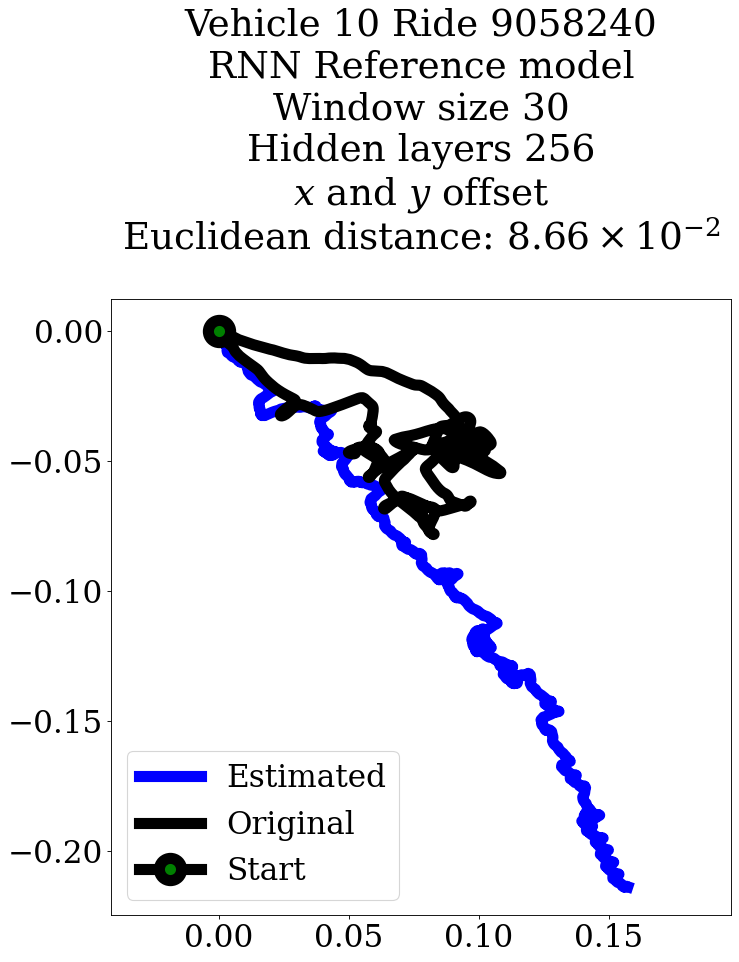 Vehicle 10 Ride 9058240
RNN Reference model
Window size 30
Hidden layers 256
x and y offset
Euclidean distance: 8.66 × 10⁻²
0.00
−0.05
−0.10
−0.15
−0.20
Estimated
Original
Start
0.00 0.05 0.10 0.15